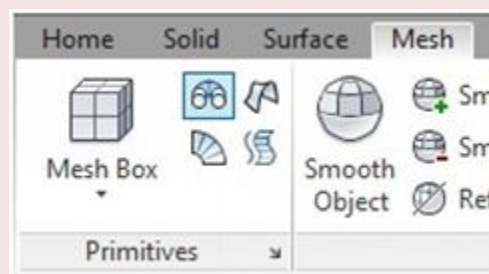 Home Solid Surface Mesh
Mesh Box
Smooth
Object
Primitives